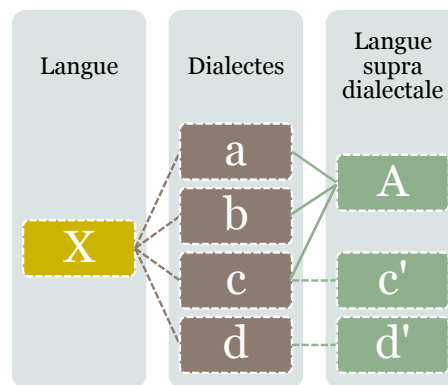 Langue
X
Dialectes
a
b
c
d
Langue
supra
dialectale
A
c'
d'